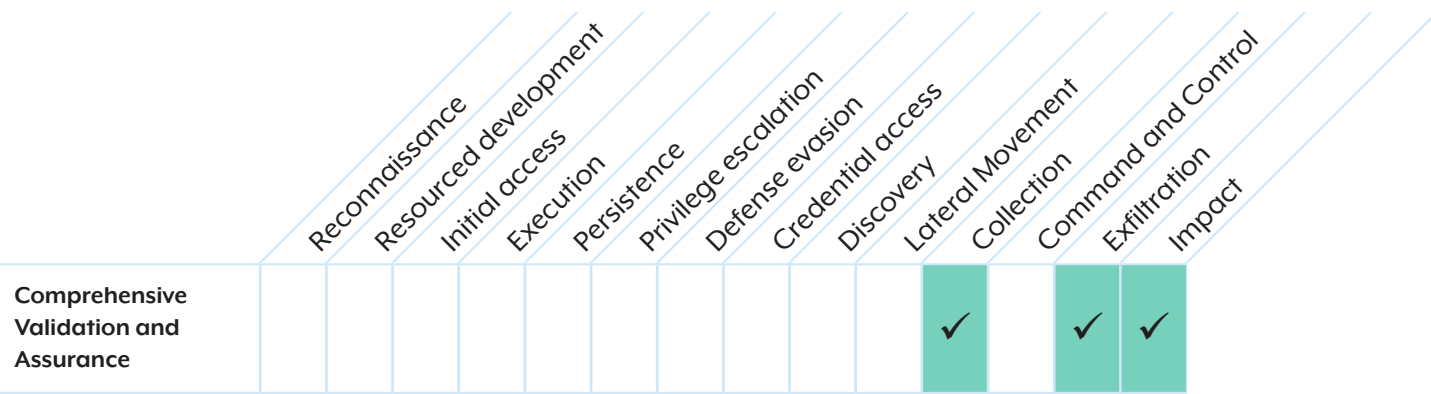 Reconnaissance
Resourced development
Initial access
Execution
Persistence
Privilege escalation
Defense evasion
Credential access
Discovery
Lateral Movement
Collection
Command and Control
Exfiltration
Impact
Comprehensive
Validation and
Assurance
✓ ✓ ✓